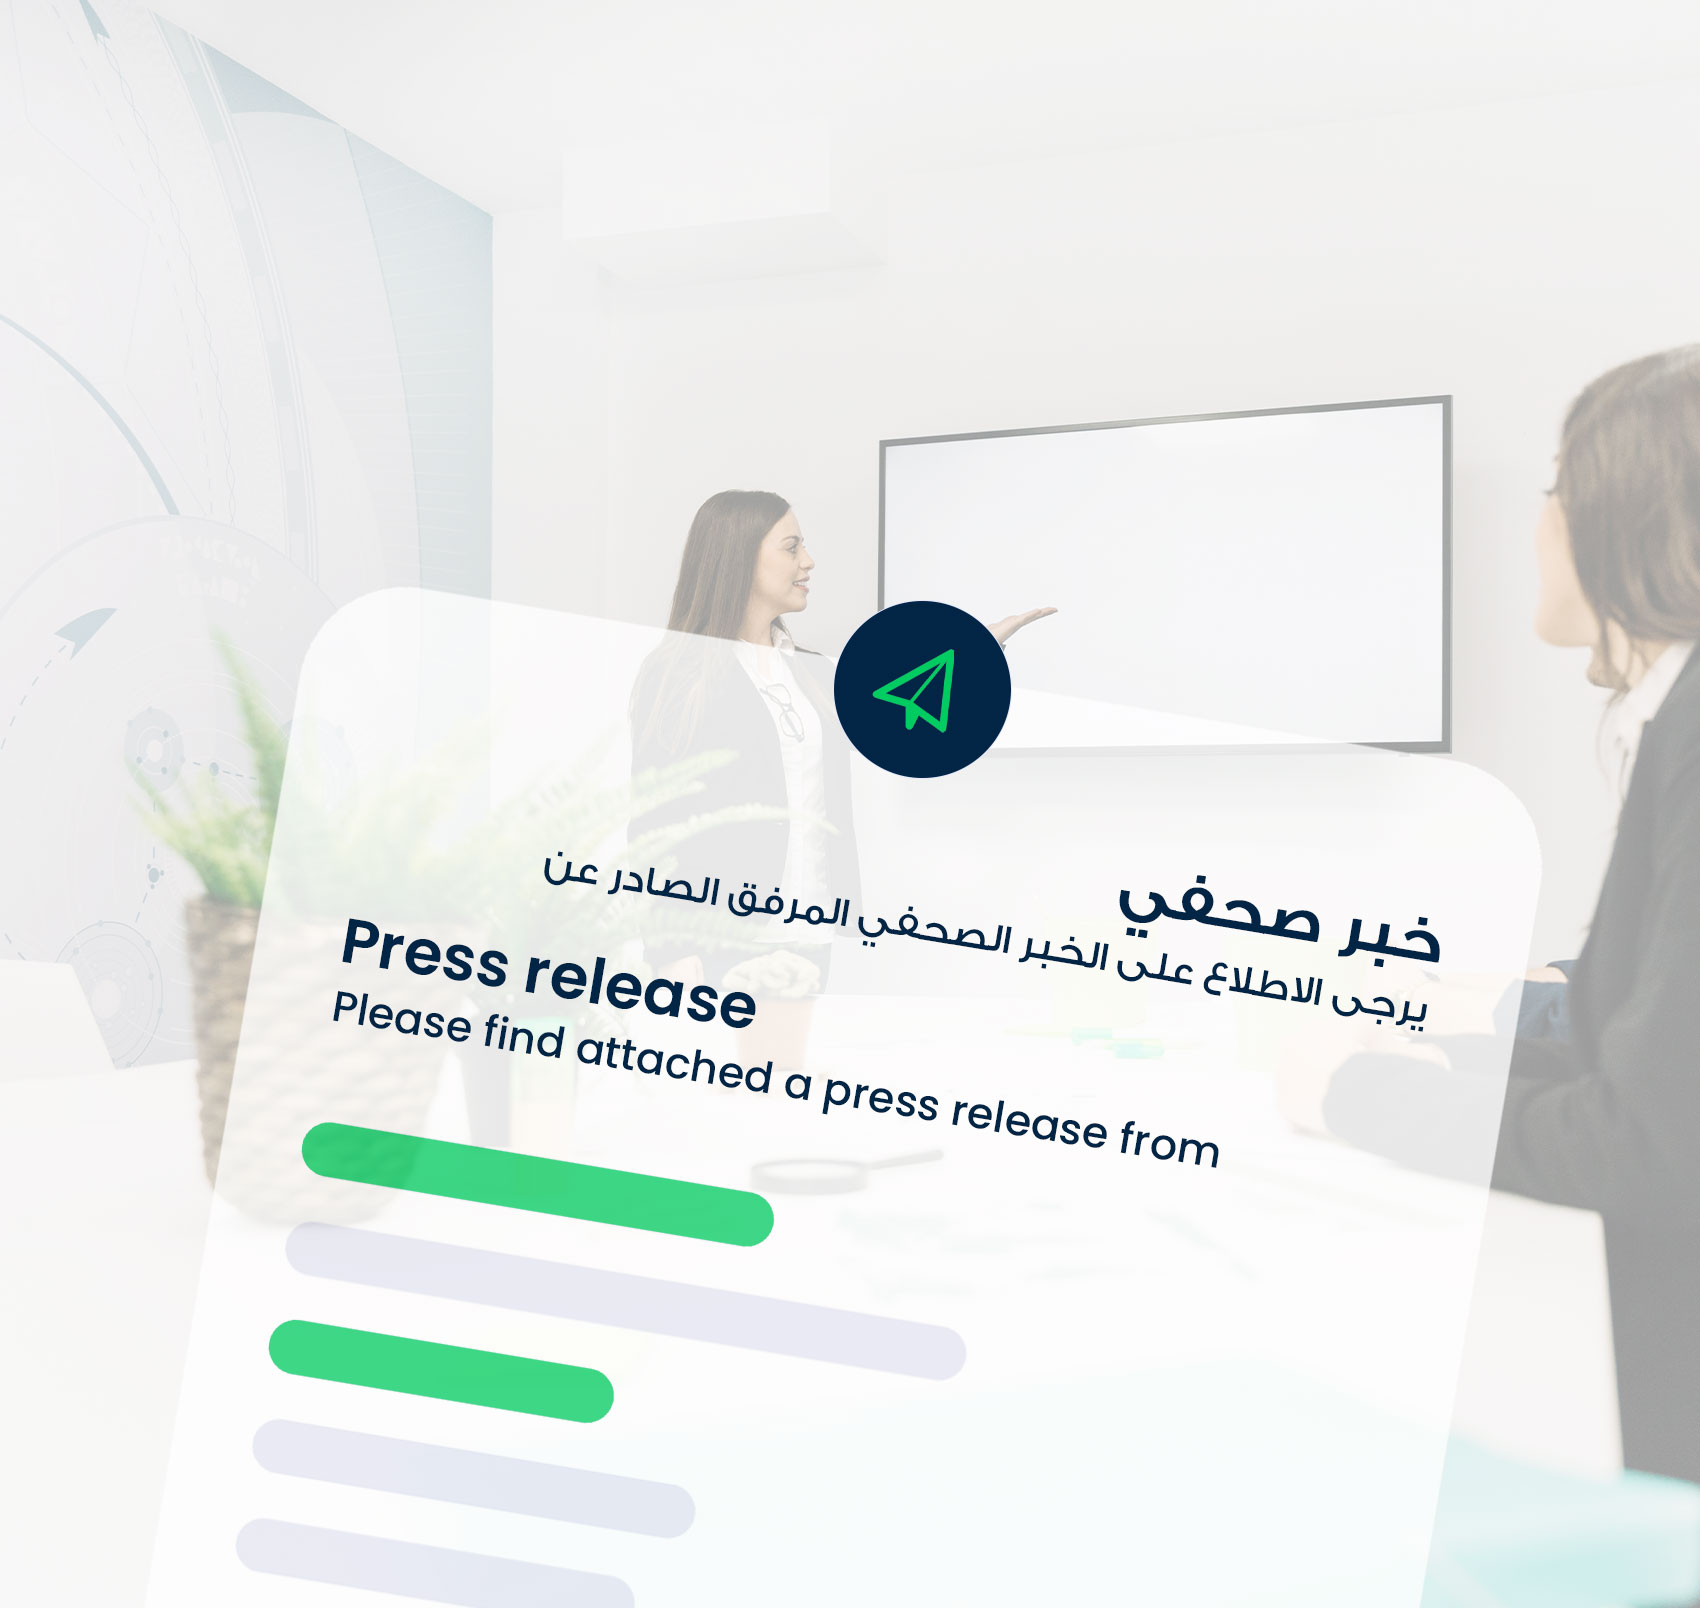 خبر صحفي
يرجى الاطلاع على الخبر الصحفي المرفق الصادر عن
Press release
Please find attached a press release from